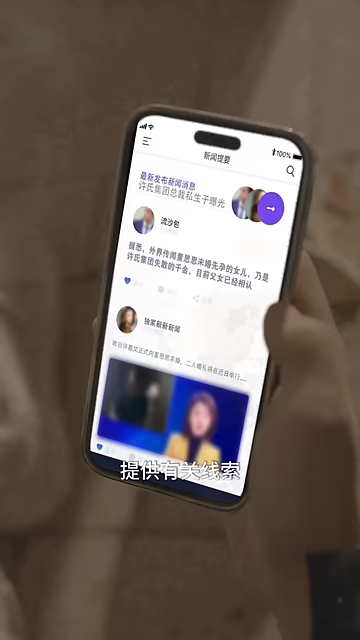 100%
新闻提要
最新发布新闻消息
许氏集团总裁私生子曝光
流沙包
据悉,外界传闻董思思未婚先孕的女儿,乃是
许氏集团失散的千金,目前父女已经相认
独家新新新闻
提供有关线索